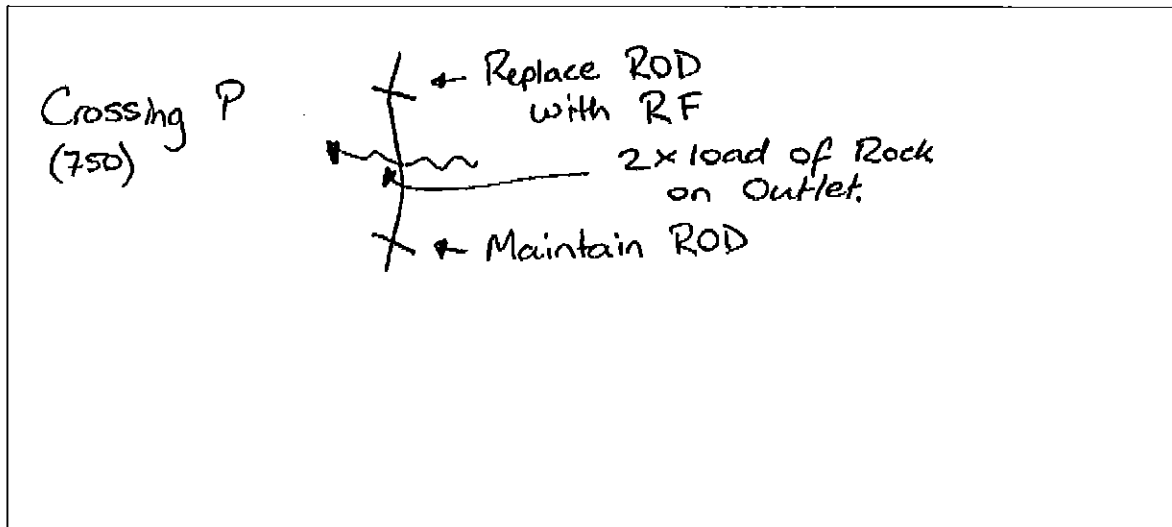 Crossing P
(750)
Replace ROD
with RF
2x load of Rock
on Outlet.
Maintain ROD